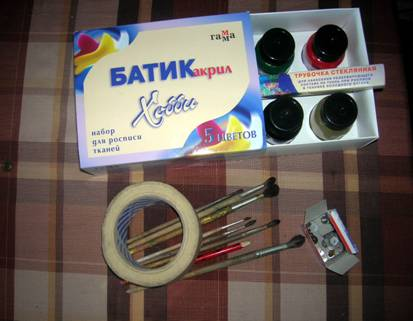 гамма
БАТИК акрил
Хобби
набор
для росписи
тканей
5 ЦВЕТОВ
ТРУБОЧКА СТЕКЛЯННАЯ